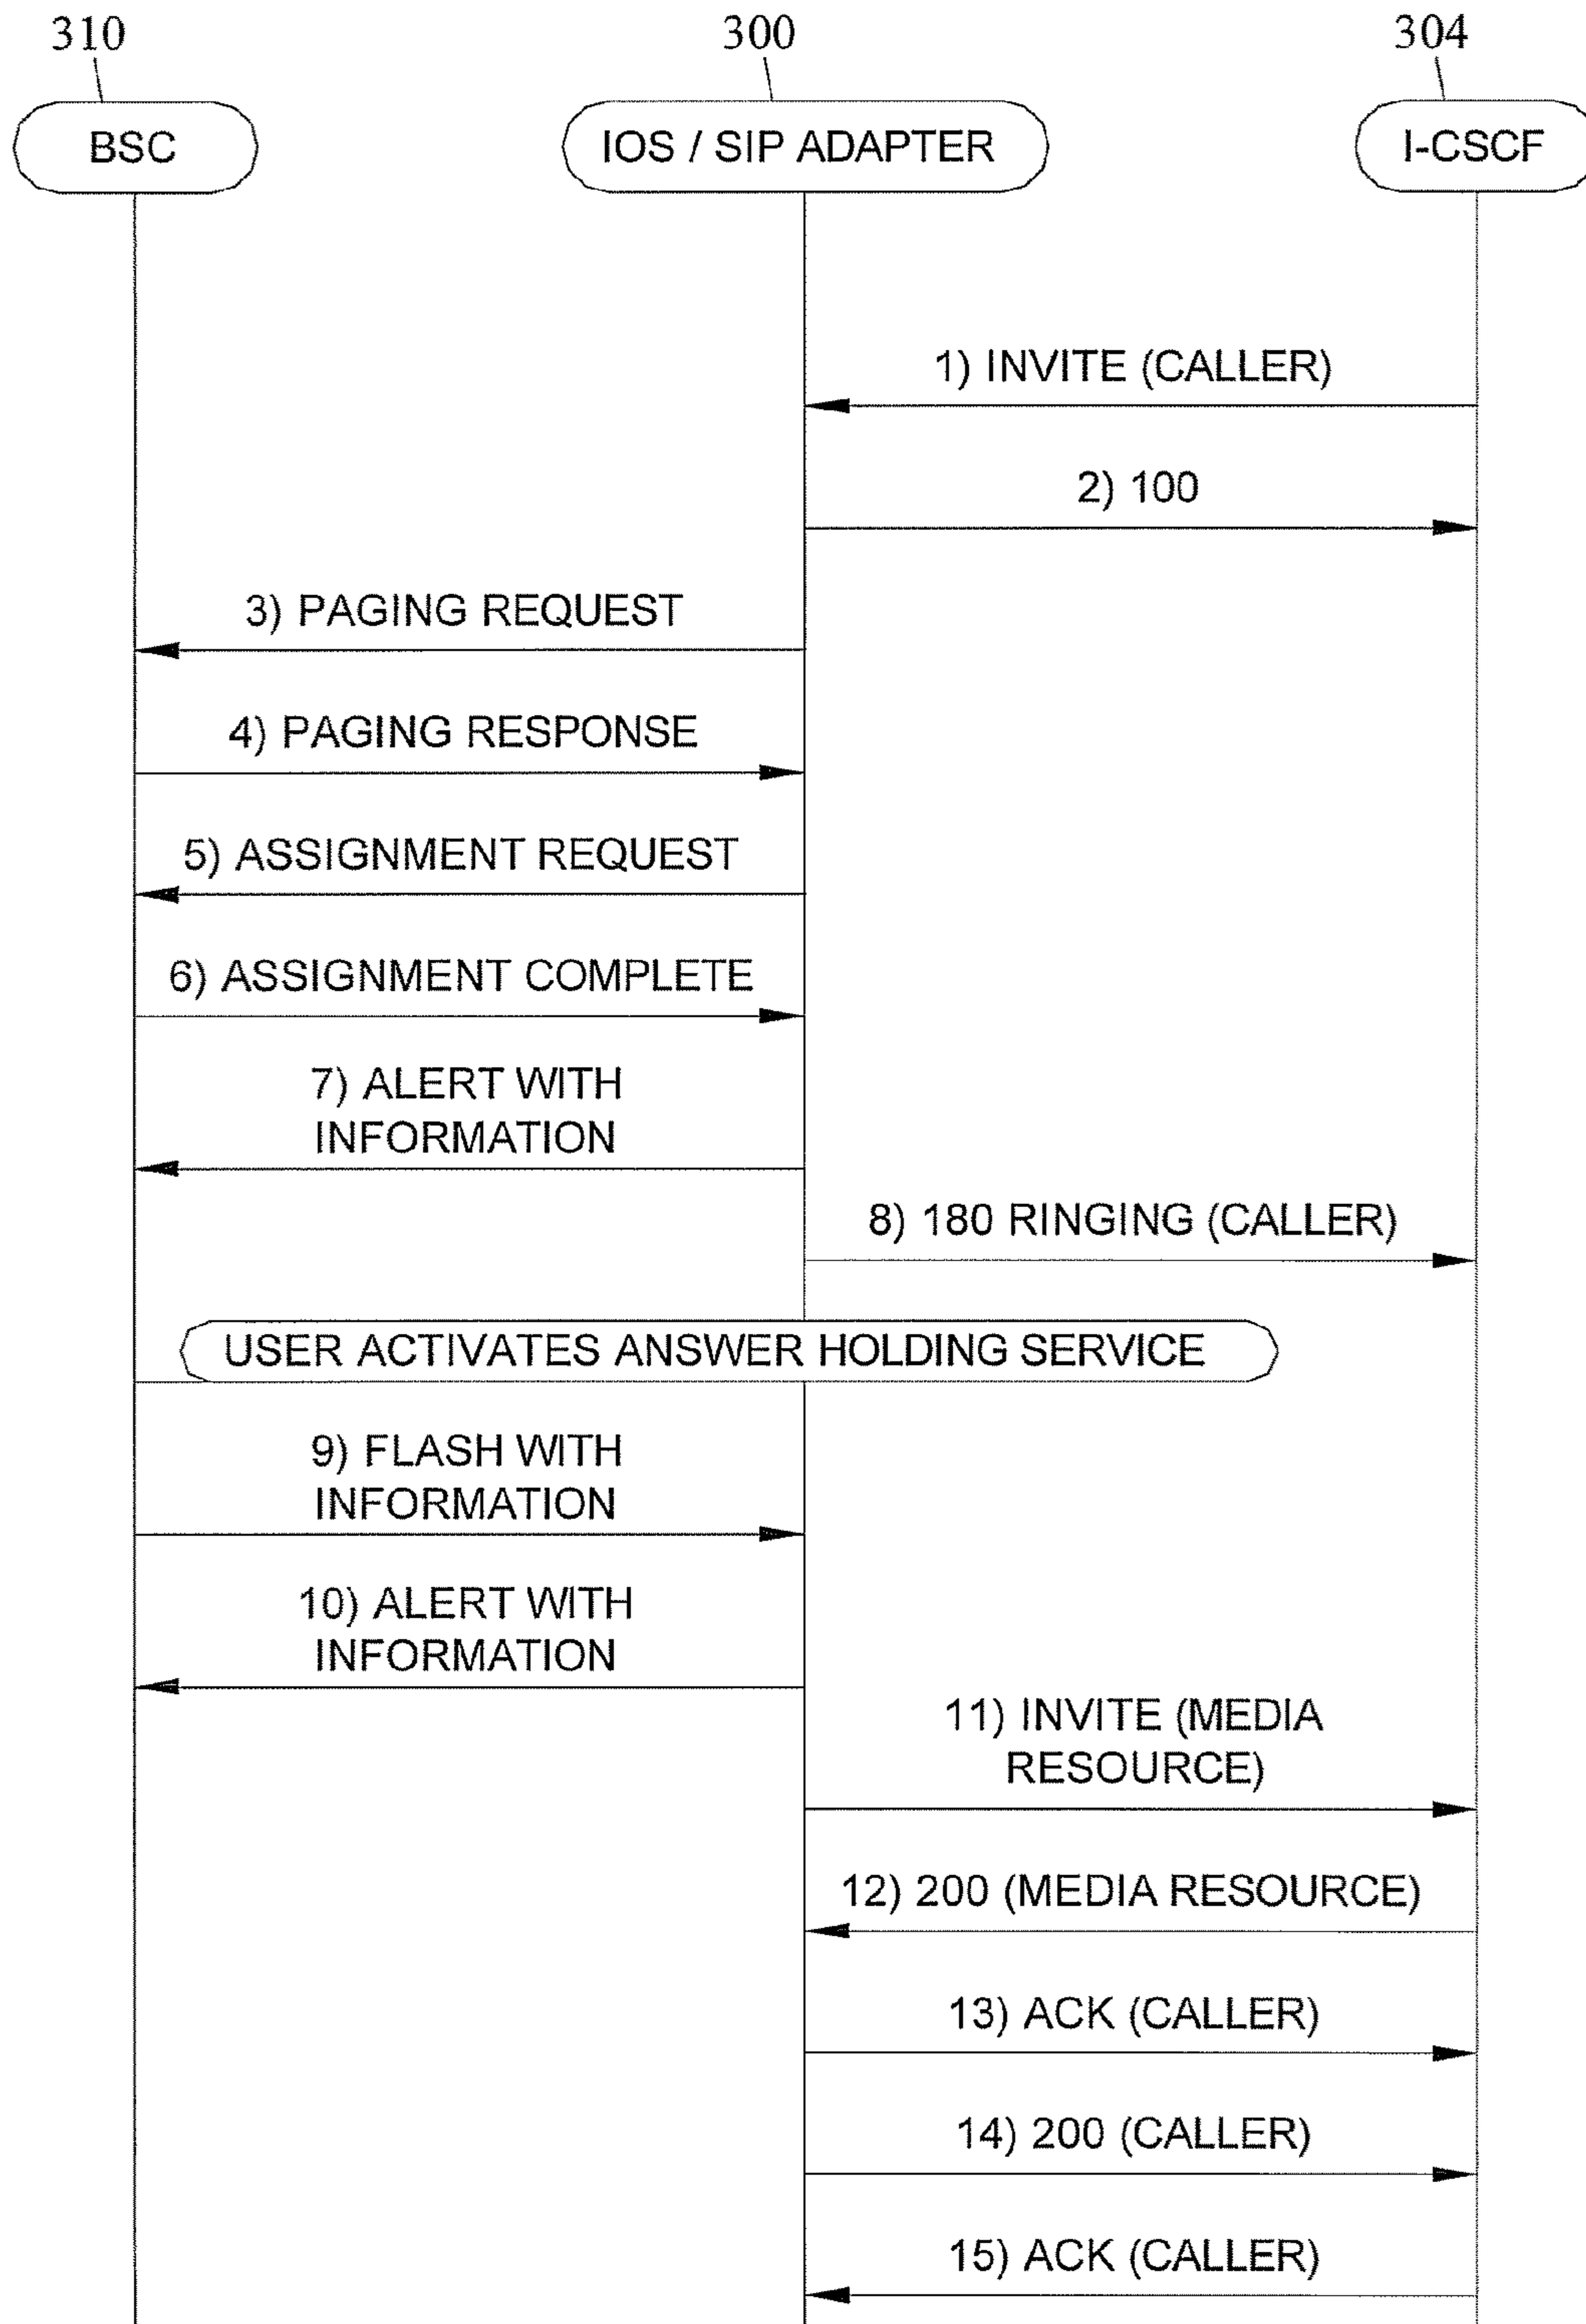 310
300
304
BSC
IOS / SIP ADAPTER
I-CSCF
1) INVITE (CALLER)
2) 100
3) PAGING REQUEST
4) PAGING RESPONSE
5) ASSIGNMENT REQUEST
6) ASSIGNMENT COMPLETE
7) ALERT WITH
INFORMATION
8) 180 RINGING (CALLER)
USER ACTIVATES ANSWER HOLDING SERVICE
9) FLASH WITH
INFORMATION
10) ALERT WITH
INFORMATION
11) INVITE (MEDIA
RESOURCE)
12) 200 (MEDIA RESOURCE)
13) ACK (CALLER)
14) 200 (CALLER)
15) ACK (CALLER)